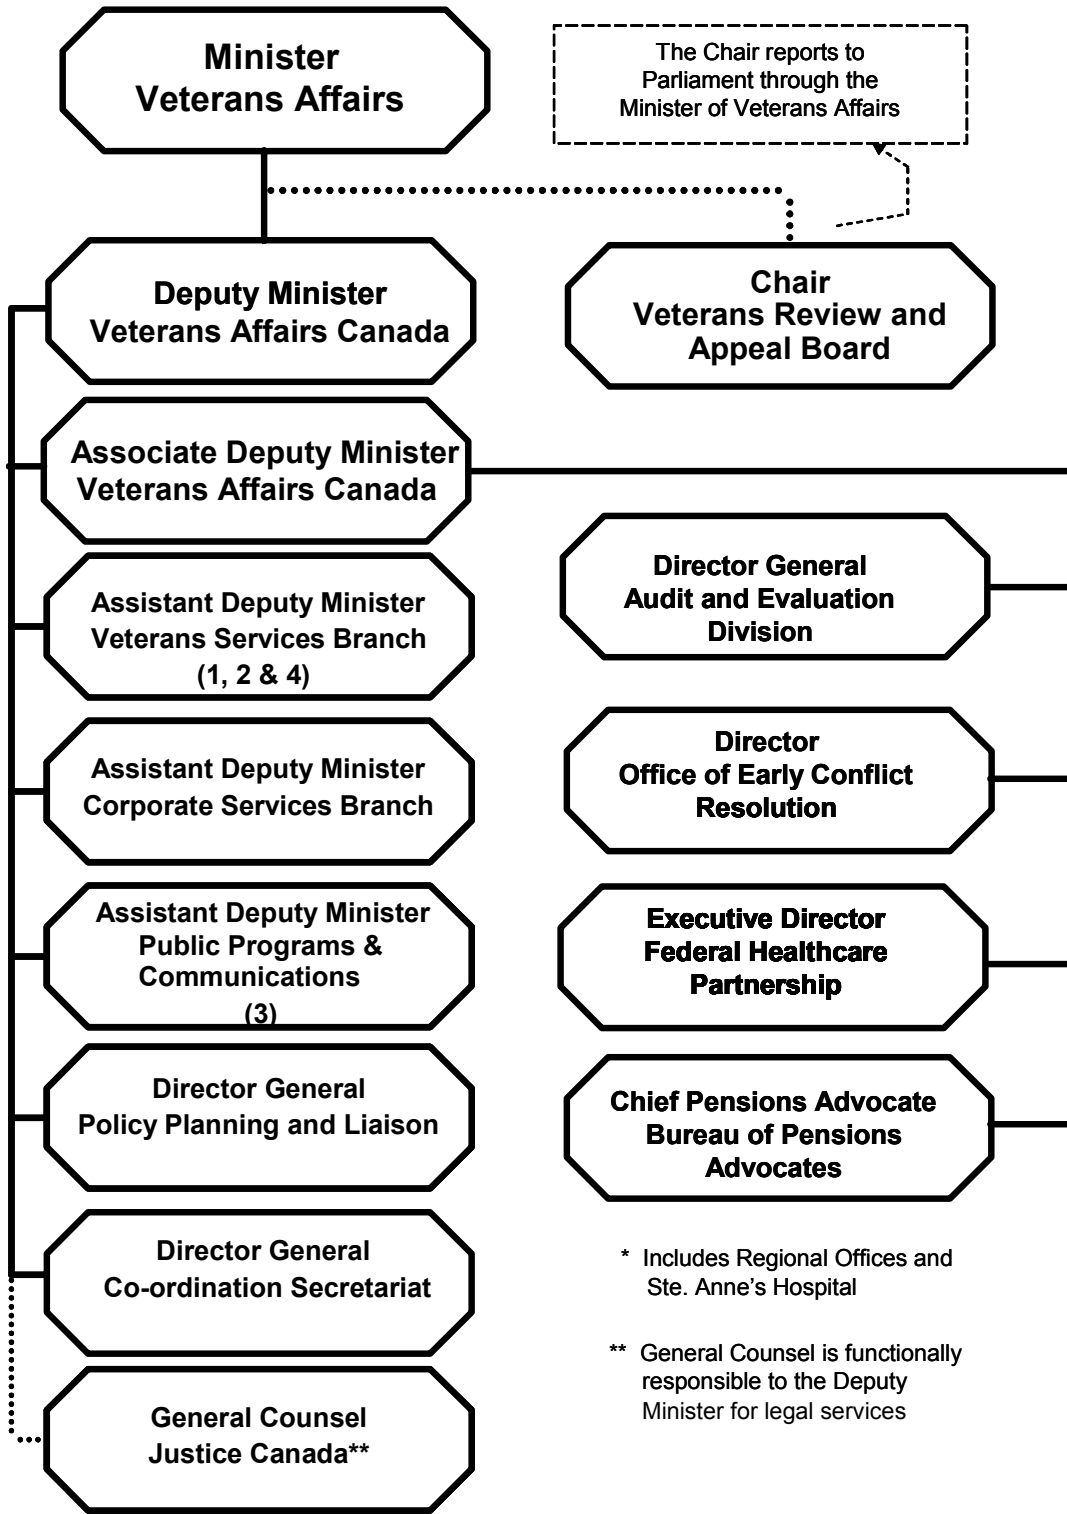 Minister
Veterans Affairs
The Chair reports to
Parliament through the
Minister of Veterans Affairs
Deputy Minister
Veterans Affairs Canada
Chair
Veterans Review and
Appeal Board
Associate Deputy Minister
Veterans Affairs Canada
Assistant Deputy Minister
Veterans Services Branch
(1, 2 & 4)
Assistant Deputy Minister
Corporate Services Branch
Assistant Deputy Minister
Public Programs &
Communications
(3)
Director General
Policy Planning and Liaison
Director General
Co-ordination Secretariat
General Counsel
Justice Canada**
Director General
Audit and Evaluation
Division
Director
Office of Early Conflict
Resolution
Executive Director
Federal Healthcare
Partnership
Chief Pensions Advocate
Bureau of Pensions
Advocates
* Includes Regional Offices and
Ste. Anne’s Hospital
** General Counsel is functionally
responsible to the Deputy
Minister for legal services